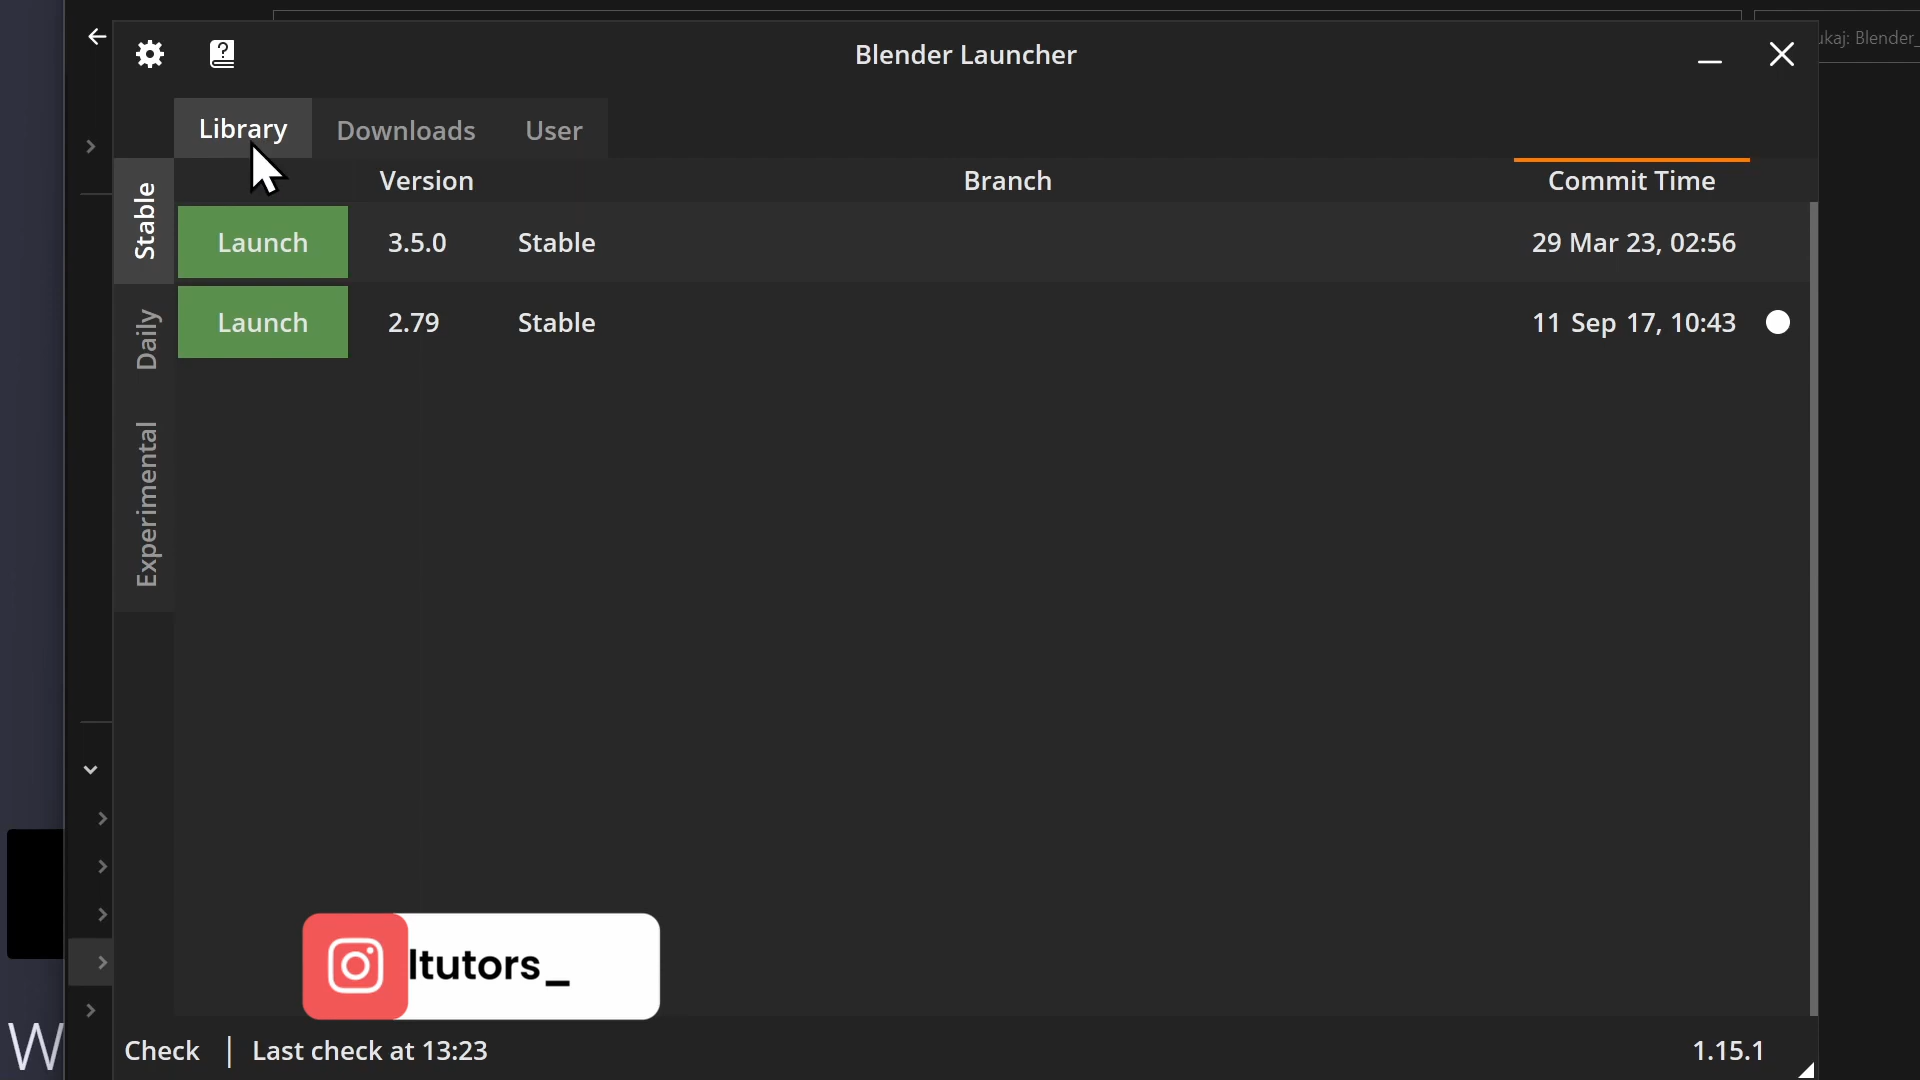 ukaj: Blender_
Blender Launcher
Library Downloads User
Version Branch Commit Time
Stable
Launch 3.5.0 Stable 29 Mar 23, 02:56
Daily
Launch 2.79 Stable 11 Sep 17, 10:43
Experimental
ltutors_
W
Check | Last check at 13:23 1.15.1